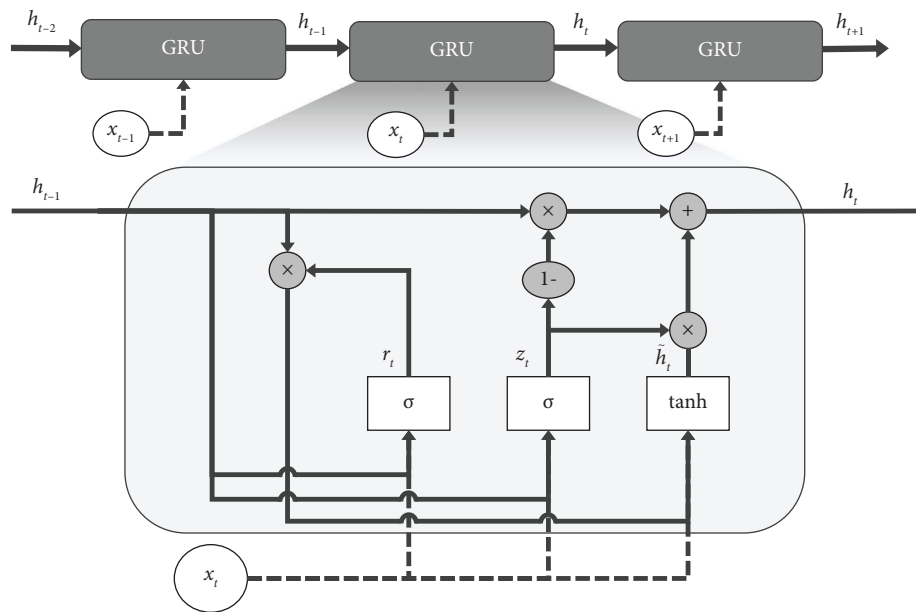 h_{t–2} GRU h_{t–1} GRU h_t GRU h_{t+1}
x_{t–1} x_t x_{t+1}
h_{t–1} × + h_t
× 1-
×
r_t z_t h̃_t
σ σ tanh
x_t